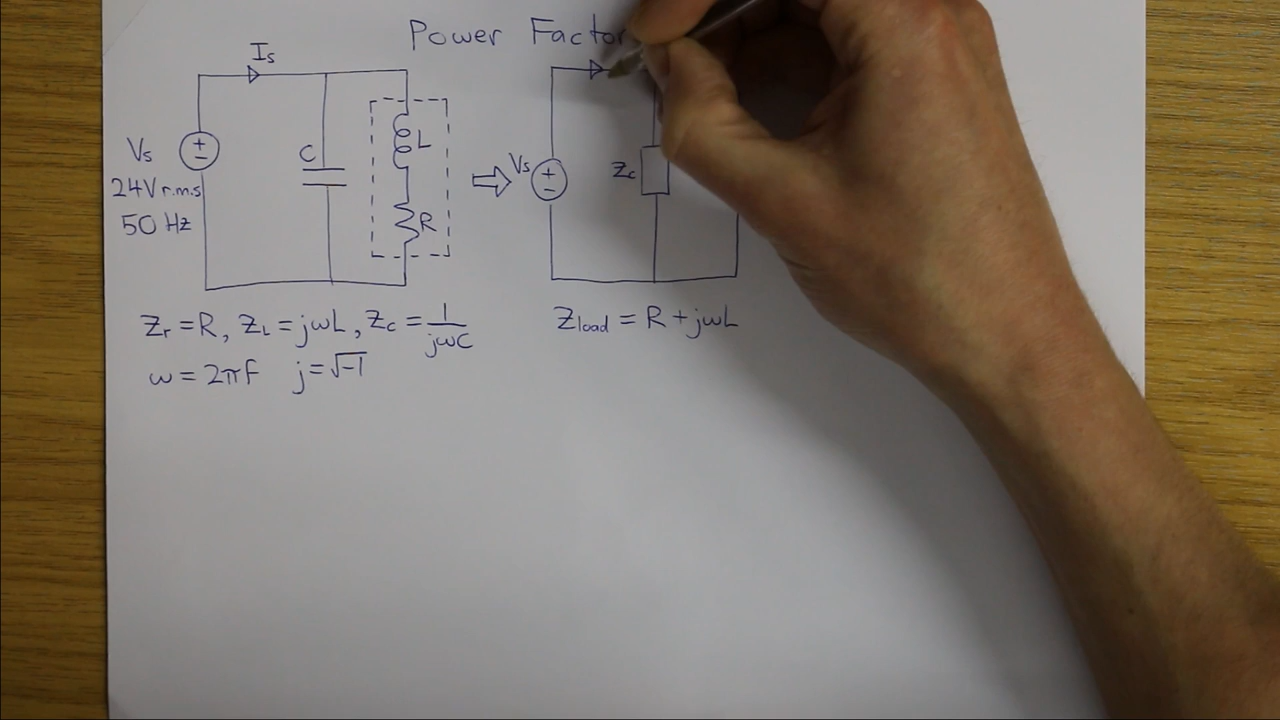 Power Factor
Is
Vs
24V r.m.s
50 Hz
+
−
C
L
R
⇨
Vs
+
−
Zc
Zr = R, ZL = jωL, Zc = 1/jωC
ω = 2πf j = √-1
Zload = R + jωL